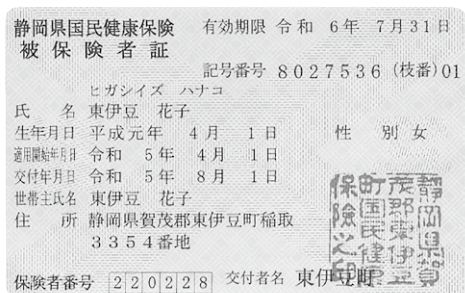 静岡県国民健康保険 有効期限 令和 6年 7月31日
被保険者証
記号番号 8027536 (枝番)01
ヒガシイズ ハナコ
氏 名 東伊豆 花子
生年月日 平成元年 4月 1日 性 別 女
適用開始年月日 令和 5年 4月 1日
交付年月日 令和 5年 8月 1日
世帯主氏名 東伊豆 花子
住 所 静岡県賀茂郡東伊豆町稲取
3354番地
保険者番号 220228 交付者名 東伊豆町
静岡県賀
茂郡東伊豆
町国民健康
保険之印